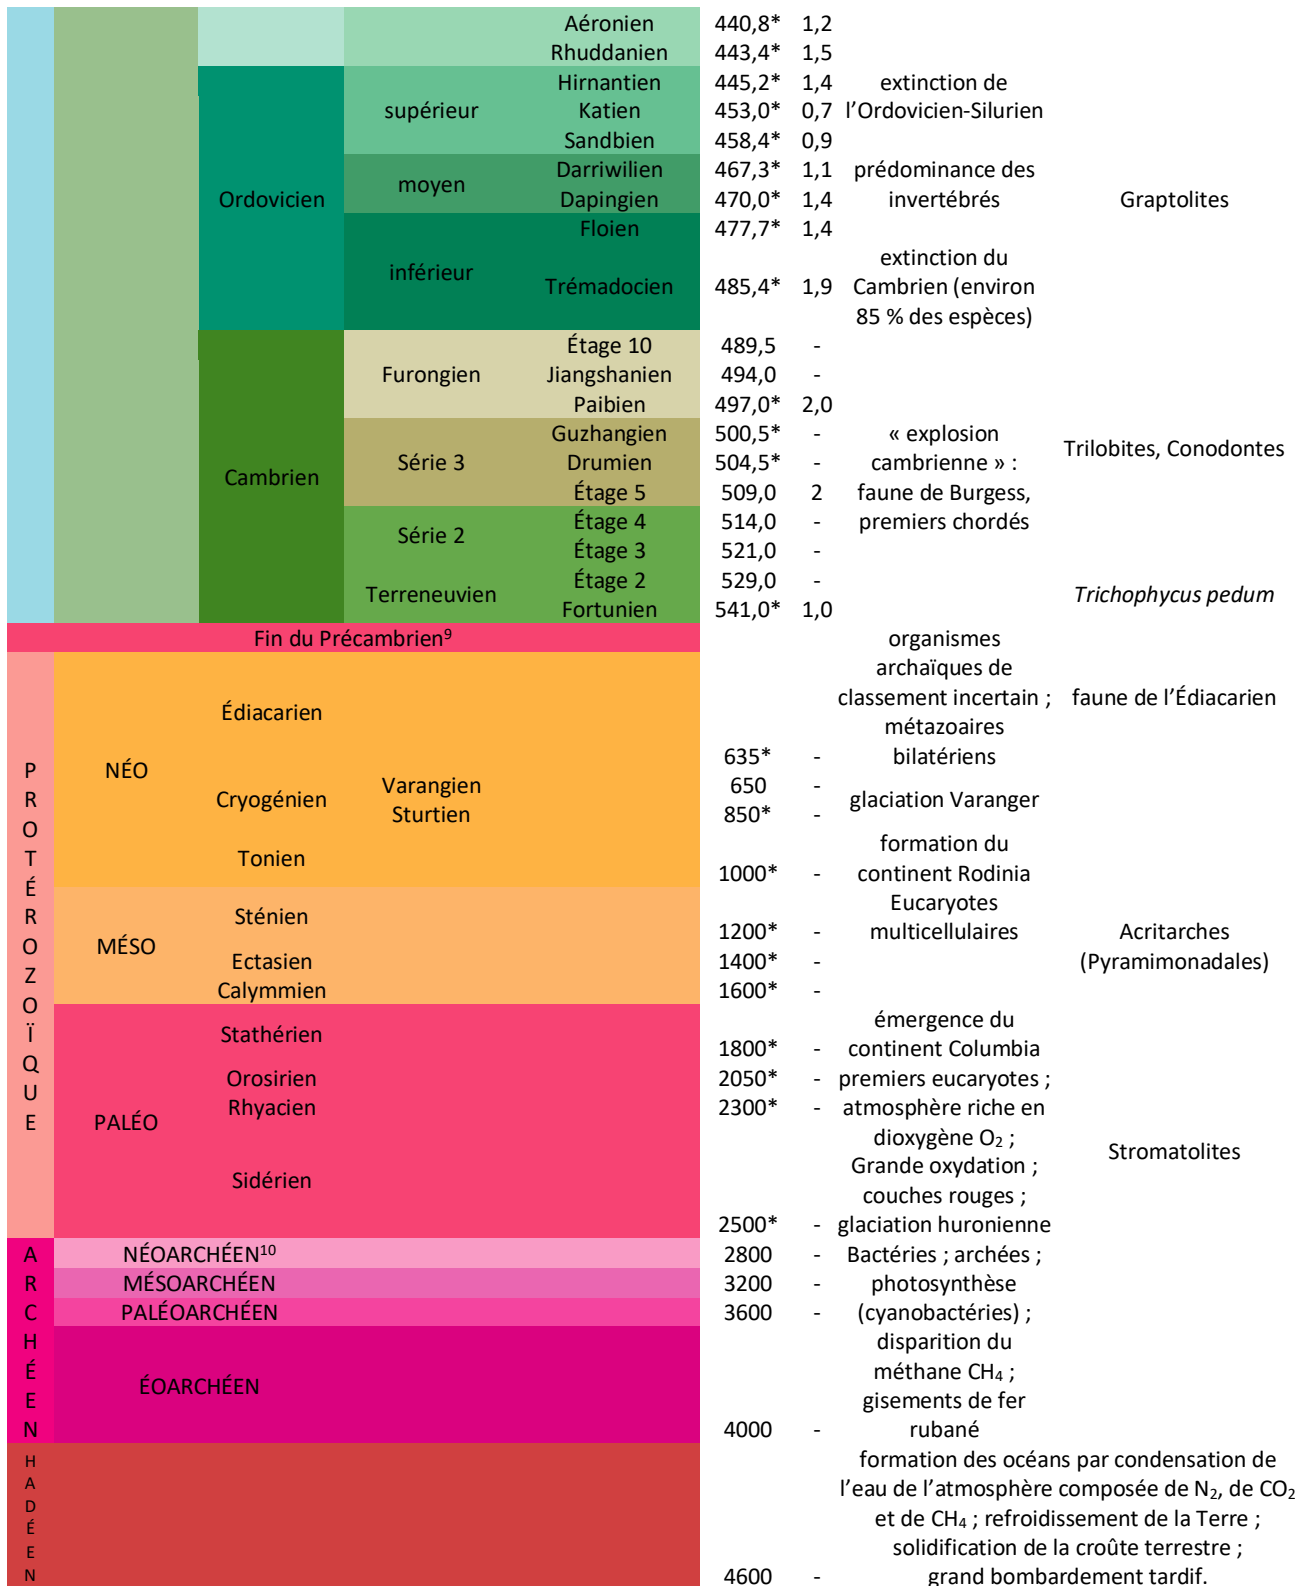 Aéronien 440,8* 1,2
Rhuddanien 443,4* 1,5
Hirnantien 445,2* 1,4 extinction de
supérieur Katien 453,0* 0,7 l’Ordovicien-Silurien
Sandbien 458,4* 0,9
Darriwilien 467,3* 1,1 prédominance des
moyen
Ordovicien Dapingien 470,0* 1,4 invertébrés Graptolites
Floien 477,7* 1,4
extinction du
inférieur
Trémadocien 485,4* 1,9 Cambrien (environ
85 % des espèces)
Étage 10 489,5 -
Furongien Jiangshanien 494,0 -
Paibien 497,0* 2,0
Guzhangien 500,5* - « explosion
Trilobites, Conodontes
Série 3 Drumien 504,5* - cambrienne » :
Cambrien
Étage 5 509,0 2 faune de Burgess,
Étage 4 514,0 - premiers chordés
Série 2
Étage 3 521,0 -
Étage 2 529,0 -
Terreneuvien Trichophycus pedum
Fortunien 541,0* 1,0
Fin du Précambrien9 organismes
archaïques de
Édiacarien classement incertain ; faune de l’Édiacarien
métazoaires
635* - bilatériens
PROTÉROZOÏQUE
NÉO
Varangien 650 -
Cryogénien glaciation Varanger
Sturtien 850* -
formation du
Tonien
1000* - continent Rodinia
Eucaryotes
Sténien
1200* - multicellulaires Acritarches
MÉSO
Ectasien 1400* - (Pyramimonadales)
Calymmien 1600* -
émergence du
Stathérien
1800* - continent Columbia
Orosirien 2050* - premiers eucaryotes ;
Rhyacien 2300* - atmosphère riche en
PALÉO
dioxygène O2 ;
Stromatolites
Grande oxydation ;
Sidérien
couches rouges ;
2500* - glaciation huronienne
ARCHÉEN
NÉOARCHÉEN10 2800 - Bactéries ; archées ;
MÉSOARCHÉEN 3200 - photosynthèse
PALÉOARCHÉEN 3600 - (cyanobactéries) ;
disparition du
méthane CH4 ;
ÉOARCHÉEN
gisements de fer
4000 - rubané
HADÉEN
formation des océans par condensation de
l’eau de l’atmosphère composée de N2, de CO2
et de CH4 ; refroidissement de la Terre ;
solidification de la croûte terrestre ;
4600 - grand bombardement tardif.